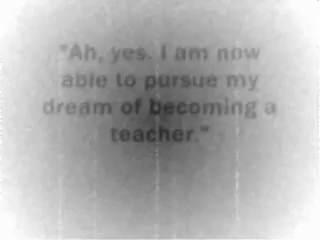 "Ah, yes. I am now
able to pursue my
dream of becoming a
teacher."